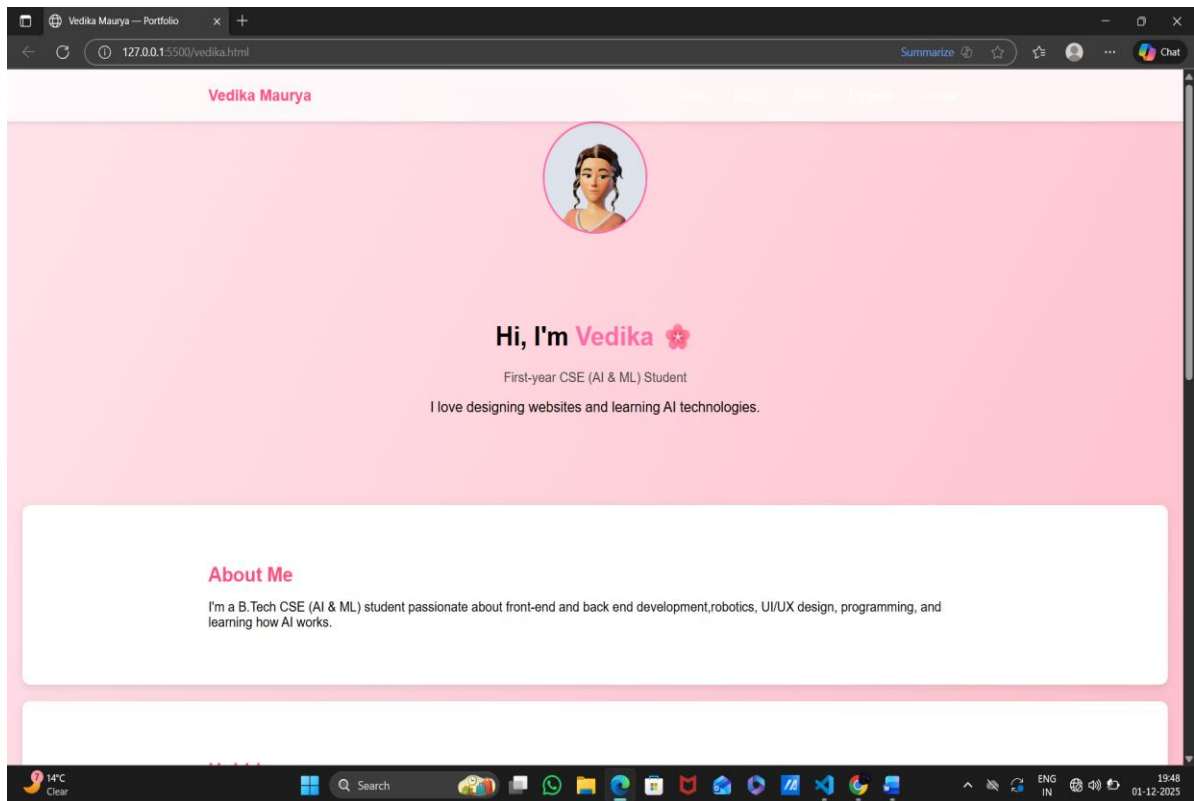 Vedika Maurya — Portfolio
127.0.0.1:5500/vedika.html
Summarize
Chat
Vedika Maurya
Hi, I'm Vedika
First-year CSE (AI & ML) Student
I love designing websites and learning AI technologies.
About Me
I'm a B.Tech CSE (AI & ML) student passionate about front-end and back end development,robotics, UI/UX design, programming, and
learning how AI works.
7
14°C
Clear
Search
ENG
IN
19:48
01-12-2025